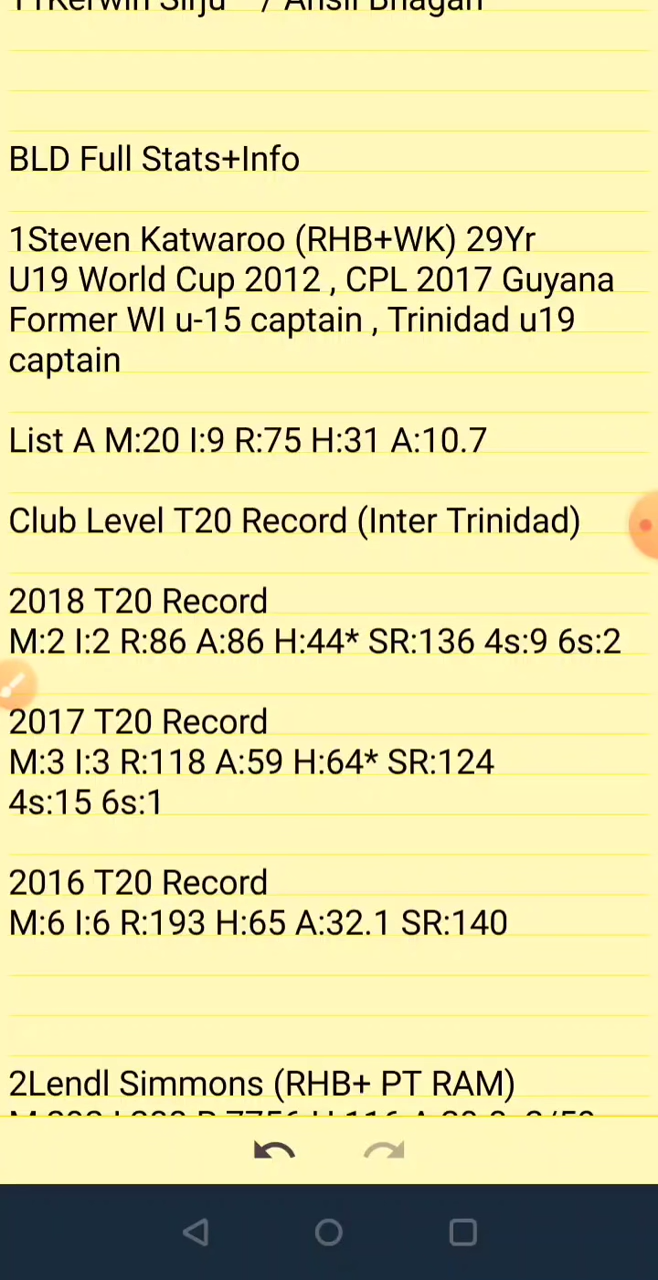 11Kerwin Sirju / Ansil Bhagan
BLD Full Stats+Info
1Steven Katwaroo (RHB+WK) 29Yr
U19 World Cup 2012 , CPL 2017 Guyana
Former WI u-15 captain , Trinidad u19
captain
List A M:20 I:9 R:75 H:31 A:10.7
Club Level T20 Record (Inter Trinidad)
2018 T20 Record
M:2 I:2 R:86 A:86 H:44* SR:136 4s:9 6s:2
2017 T20 Record
M:3 I:3 R:118 A:59 H:64* SR:124
4s:15 6s:1
2016 T20 Record
M:6 I:6 R:193 H:65 A:32.1 SR:140
2Lendl Simmons (RHB+ PT RAM)